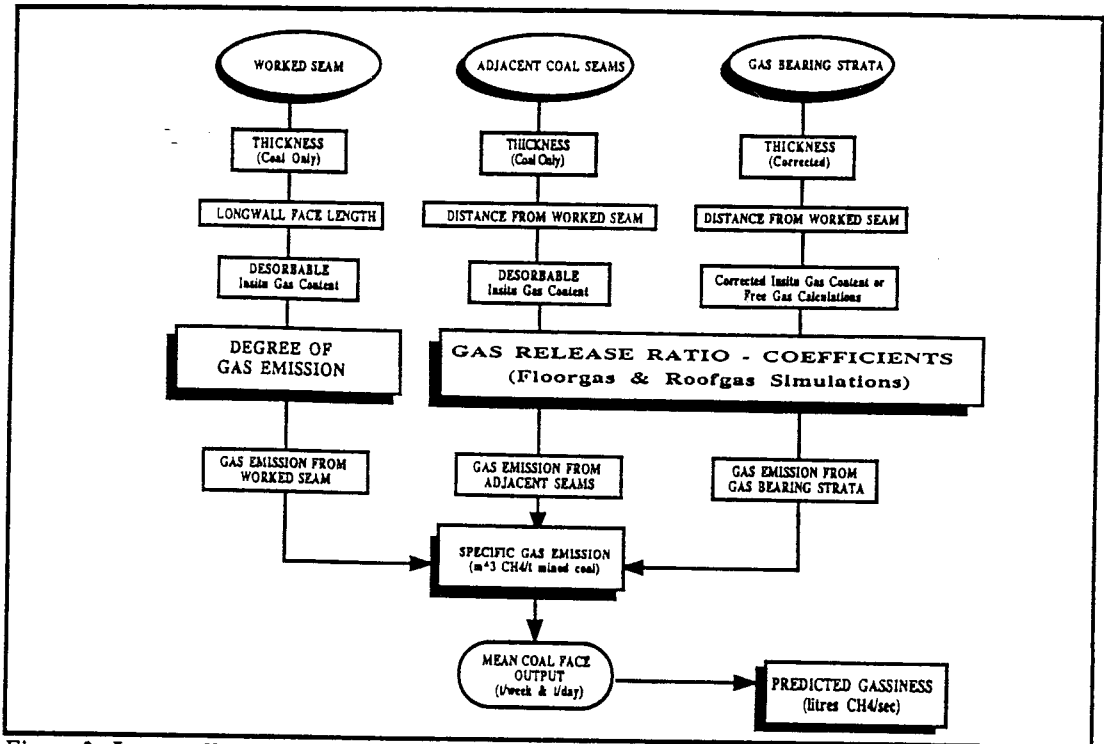 WORKED SEAM
ADJACENT COAL SEAMS
GAS BEARING STRATA
THICKNESS
(Coal Only)
THICKNESS
(Coal Only)
THICKNESS
(Corrected)
LONGWALL FACE LENGTH
DISTANCE FROM WORKED SEAM
DISTANCE FROM WORKED SEAM
DESORBABLE
Insitu Gas Content
DESORBABLE
Insitu Gas Content
Corrected Insitu Gas Content or
Free Gas Calculations
DEGREE OF
GAS EMISSION
GAS RELEASE RATIO - COEFFICIENTS
(Floorgas & Roofgas Simulations)
GAS EMISSION FROM
WORKED SEAM
GAS EMISSION FROM
ADJACENT SEAMS
GAS EMISSION FROM
GAS BEARING STRATA
SPECIFIC GAS EMISSION
(m^3 CH4/t mined coal)
MEAN COAL FACE
OUTPUT
(t/week & t/day)
PREDICTED GASSINESS
(litres CH4/sec)